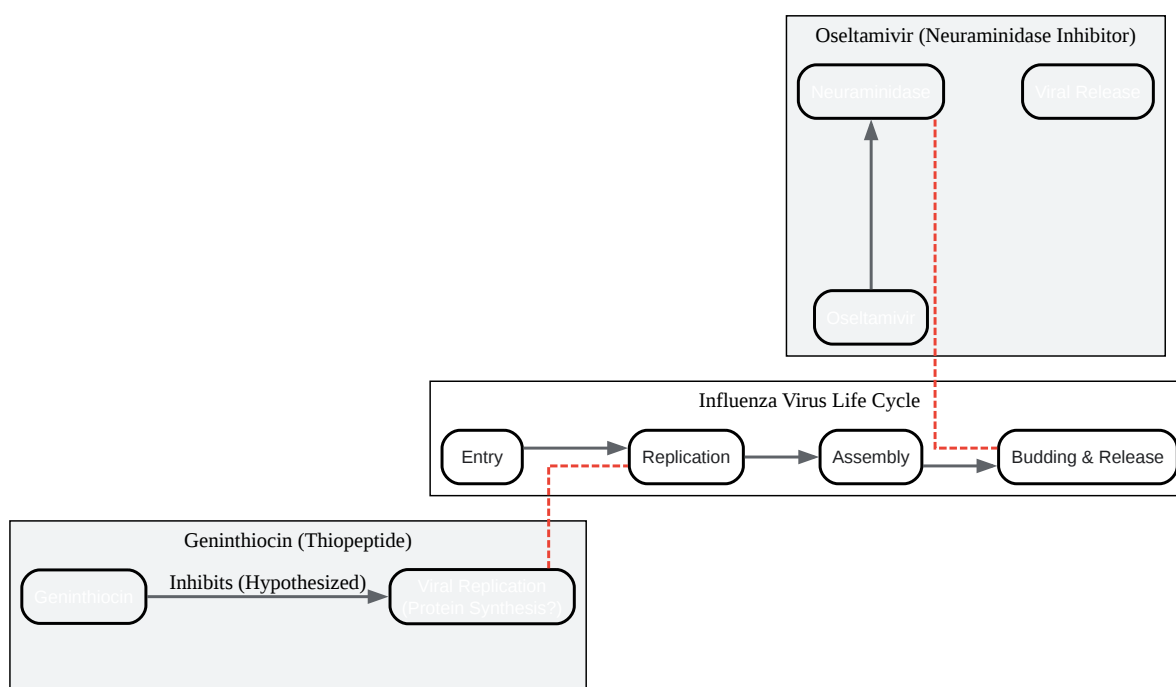 Oseltamivir (Neuraminidase Inhibitor)
Neuraminidase
Viral Release
Oseltamivir
Influenza Virus Life Cycle
Entry
Replication
Assembly
Budding & Release
Geninthiocin (Thiopeptide)
Geninthiocin
Inhibits (Hypothesized)
Viral Replication
(Protein Synthesis?)